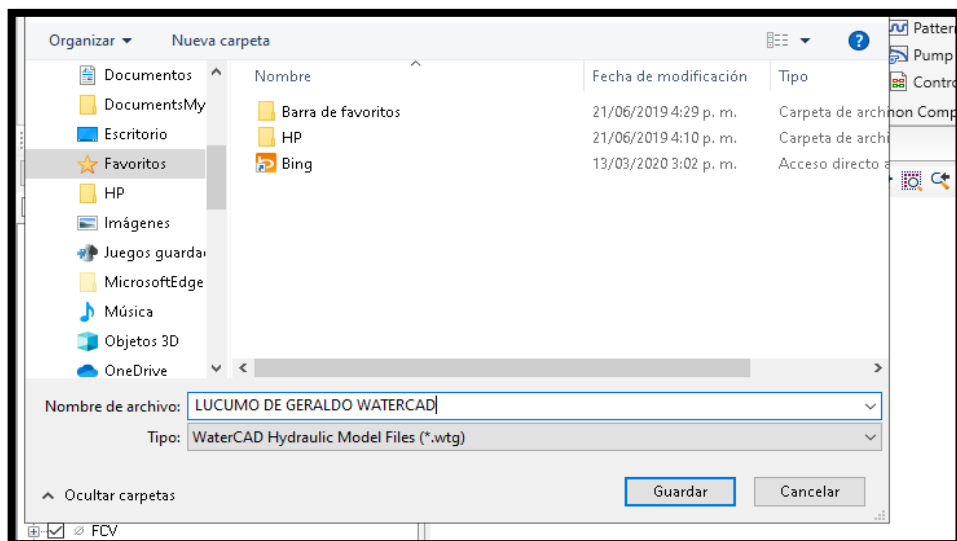 Organizar Nueva carpeta
Documentos
DocumentsMy
Escritorio
Favoritos
HP
Imágenes
Juegos guarda
MicrosoftEdge
Música
Objetos 3D
OneDrive
Nombre Fecha de modificación Tipo
Barra de favoritos 21/06/2019 4:29 p. m. Carpeta de archi
HP 21/06/2019 4:10 p. m. Carpeta de archi
Bing 13/03/2020 3:02 p. m. Acceso directo a
Nombre de archivo: LUCUMO DE GERALDO WATERCAD
Tipo: WaterCAD Hydraulic Model Files (*.wtg)
Ocultar carpetas Guardar Cancelar
Pattern
Pump
Contro
on Comp
FCV